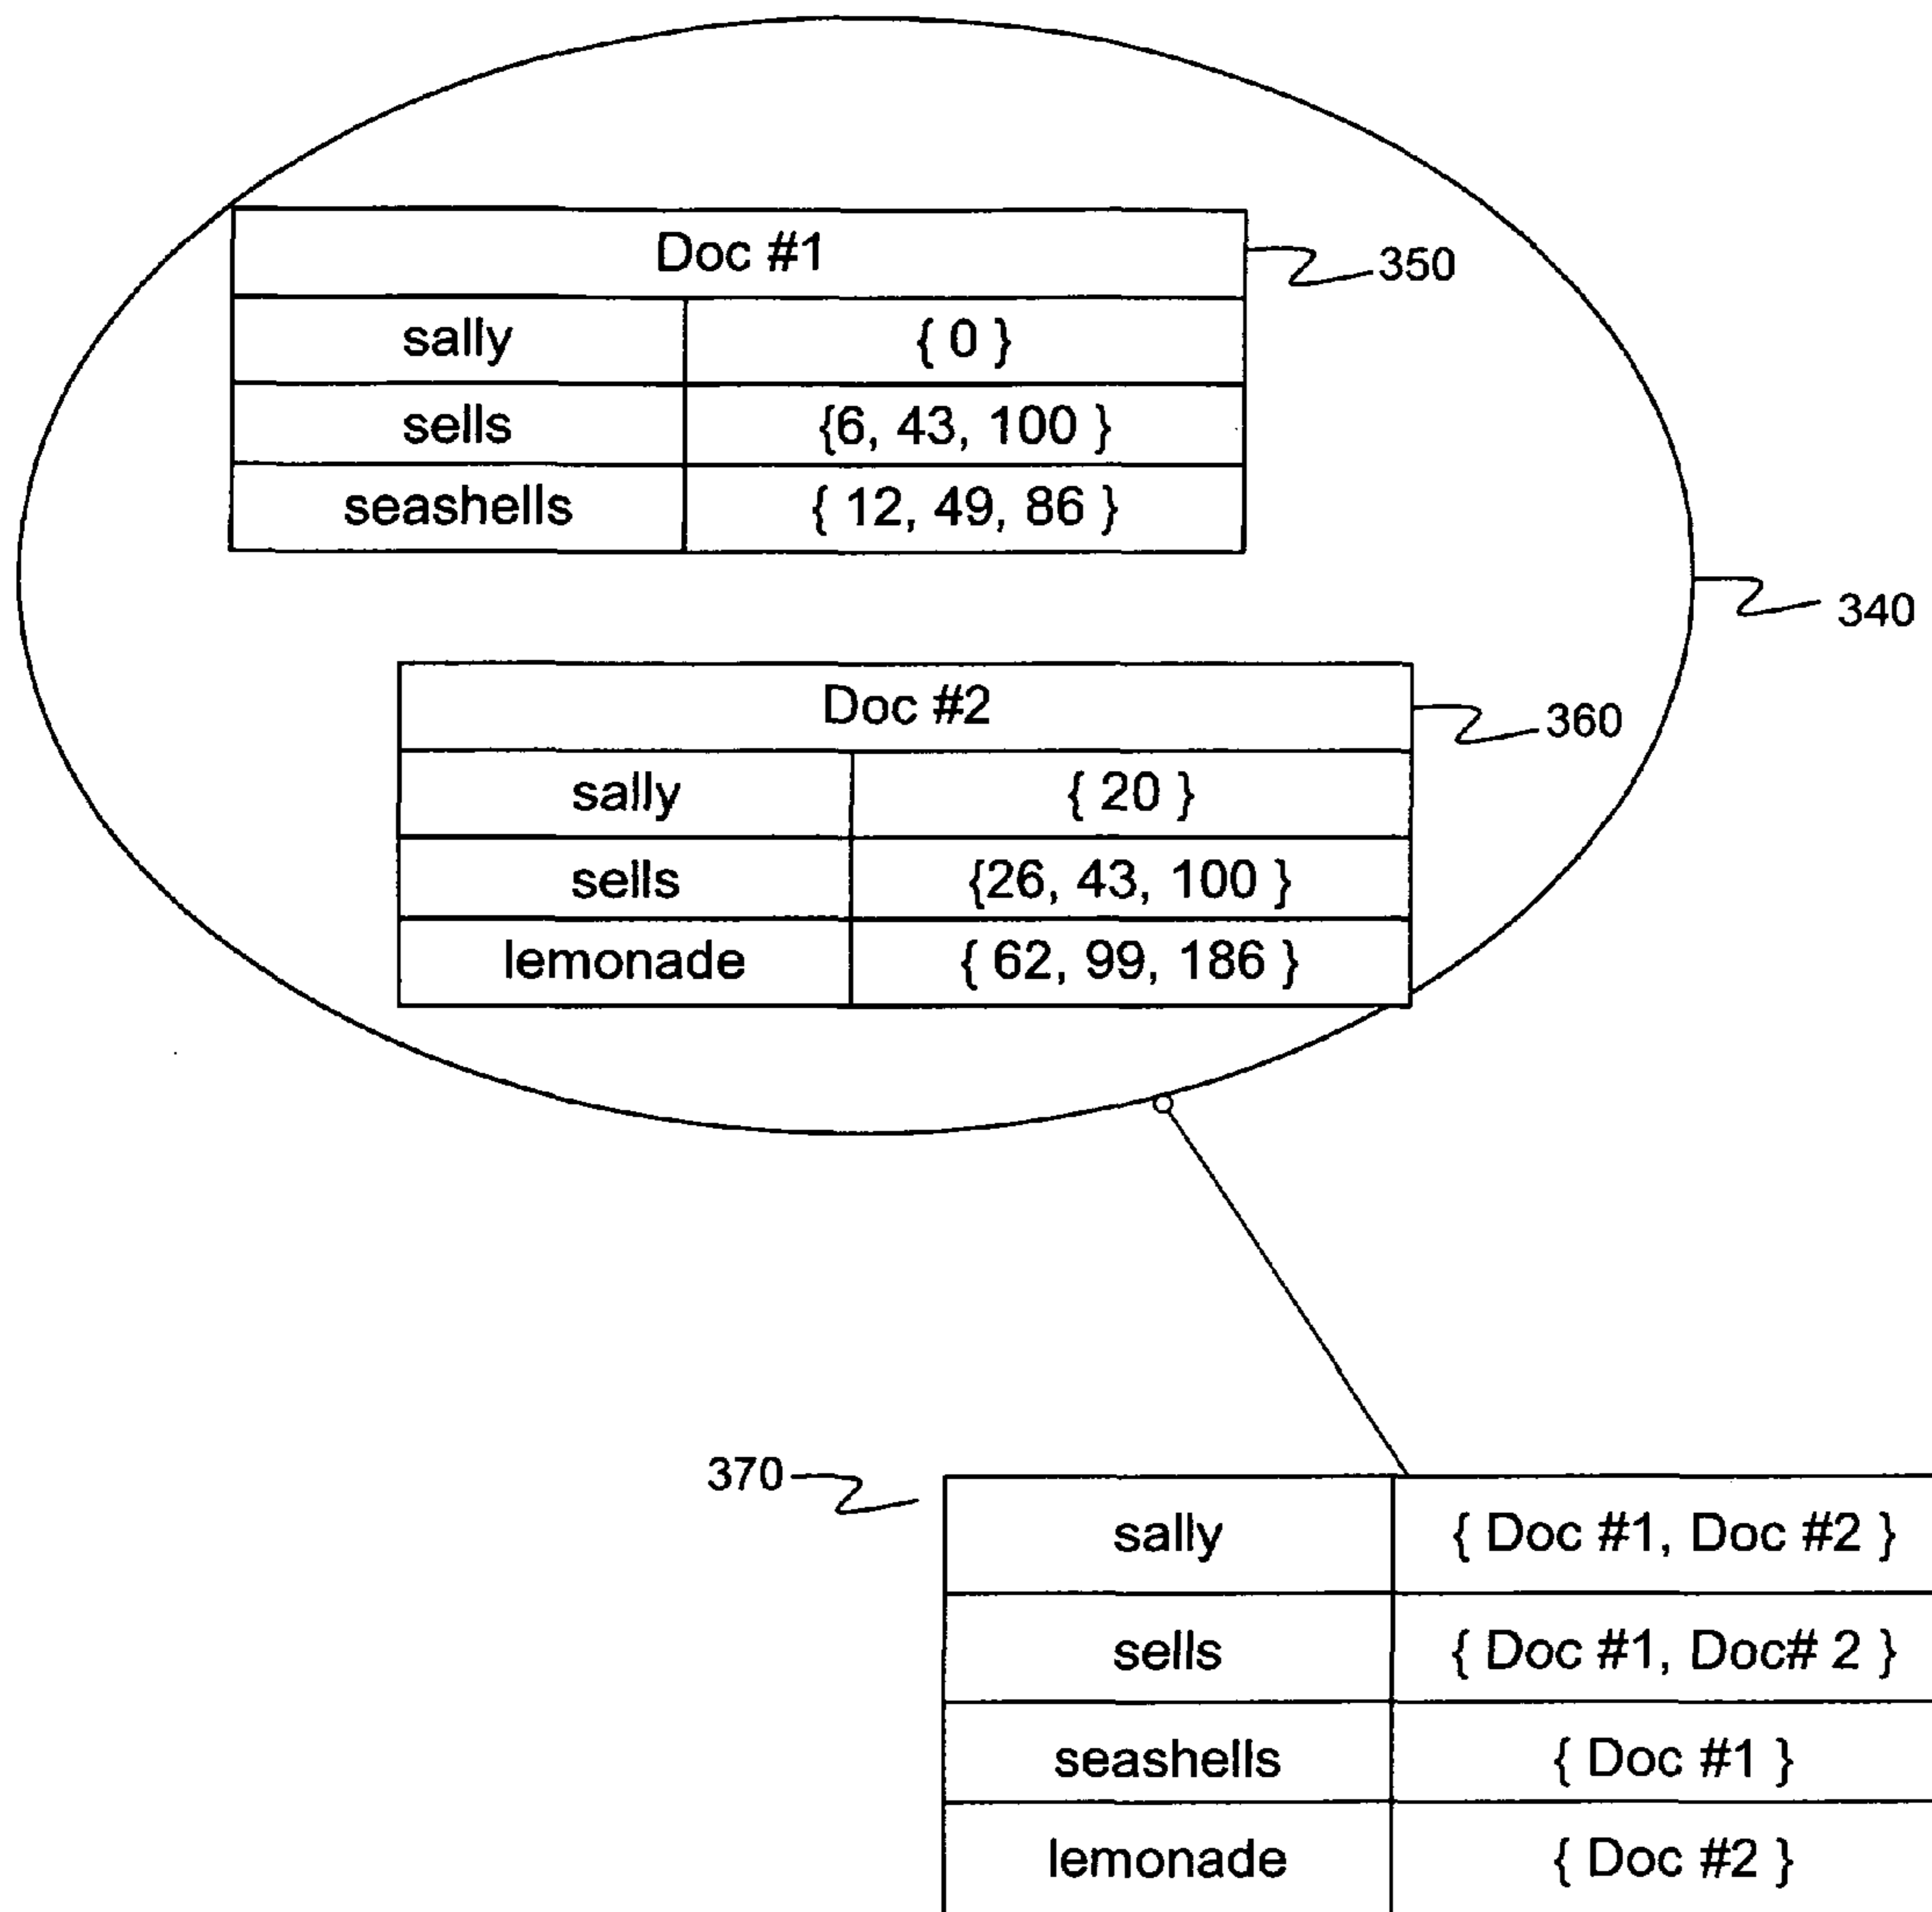 Doc #1
350
sally { 0 }
sells {6, 43, 100 }
seashells { 12, 49, 86 }
340
Doc #2
360
sally { 20 }
sells {26, 43, 100 }
lemonade { 62, 99, 186 }
370
sally { Doc #1, Doc #2 }
sells { Doc #1, Doc# 2 }
seashells { Doc #1 }
lemonade { Doc #2 }